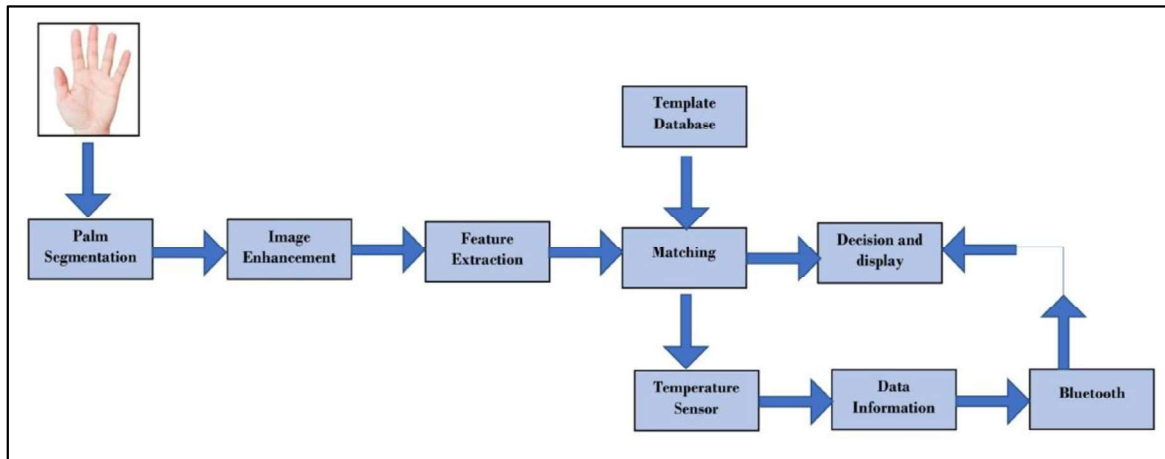 Template
Database
Palm
Segmentation
Image
Enhancement
Feature
Extraction
Matching
Decision and
display
Temperature
Sensor
Data
Information
Bluetooth